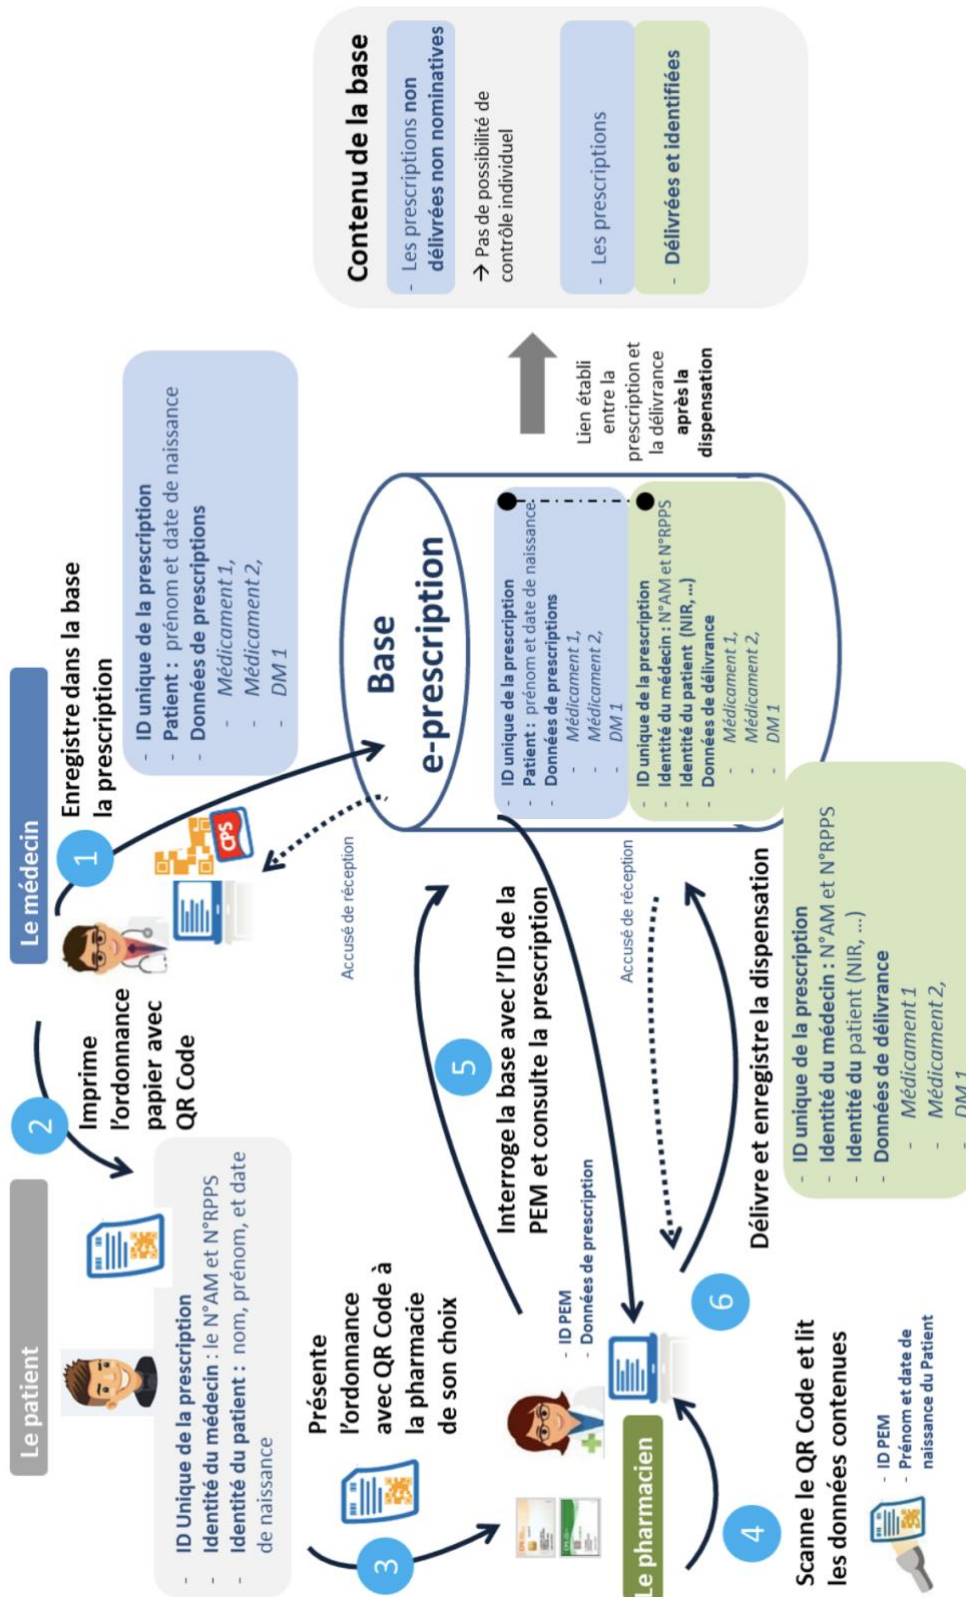 Le patient
Le médecin
2
Imprime
l'ordonnance
papier avec
QR Code
1
Enregistre dans la base
la prescription
CPS
- ID unique de la prescription
- Patient : prénom et date de naissance
- Données de prescriptions
- Médicament 1,
- Médicament 2,
- DM 1
- ID Unique de la prescription
- Identité du médecin : le N°AM et N°RPPS
- Identité du patient : nom, prénom, et date
de naissance
Accusé de réception
3
Présente
l'ordonnance
avec QR Code à
la pharmacie
de son choix
5
Interroge la base avec l'ID de la
PEM et consulte la prescription
- ID PEM
- Données de prescription
Base
e-prescription
- ID unique de la prescription
- Patient : prénom et date de naissance
- Données de prescriptions
- Médicament 1,
- Médicament 2,
- DM 1
- ID unique de la prescription
- Identité du médecin : N°AM et N°RPPS
- Identité du patient (NIR, ...)
- Données de délivrance
- Médicament 1,
- Médicament 2,
- DM 1
Lien établi
entre la
prescription et
la délivrance
après la
dispensation
Contenu de la base
- Les prescriptions non
délivrées non nominatives
→ Pas de possibilité de
contrôle individuel
- Les prescriptions
- Délivrées et identifiées
Accusé de réception
Le pharmacien
4
Scanne le QR Code et lit
les données contenues
- ID PEM
- Prénom et date de
naissance du Patient
6
Délivre et enregistre la dispensation
- ID unique de la prescription
- Identité du médecin : N°AM et N°RPPS
- Identité du patient (NIR, ...)
- Données de délivrance
- Médicament 1
- Médicament 2,
- DM 1